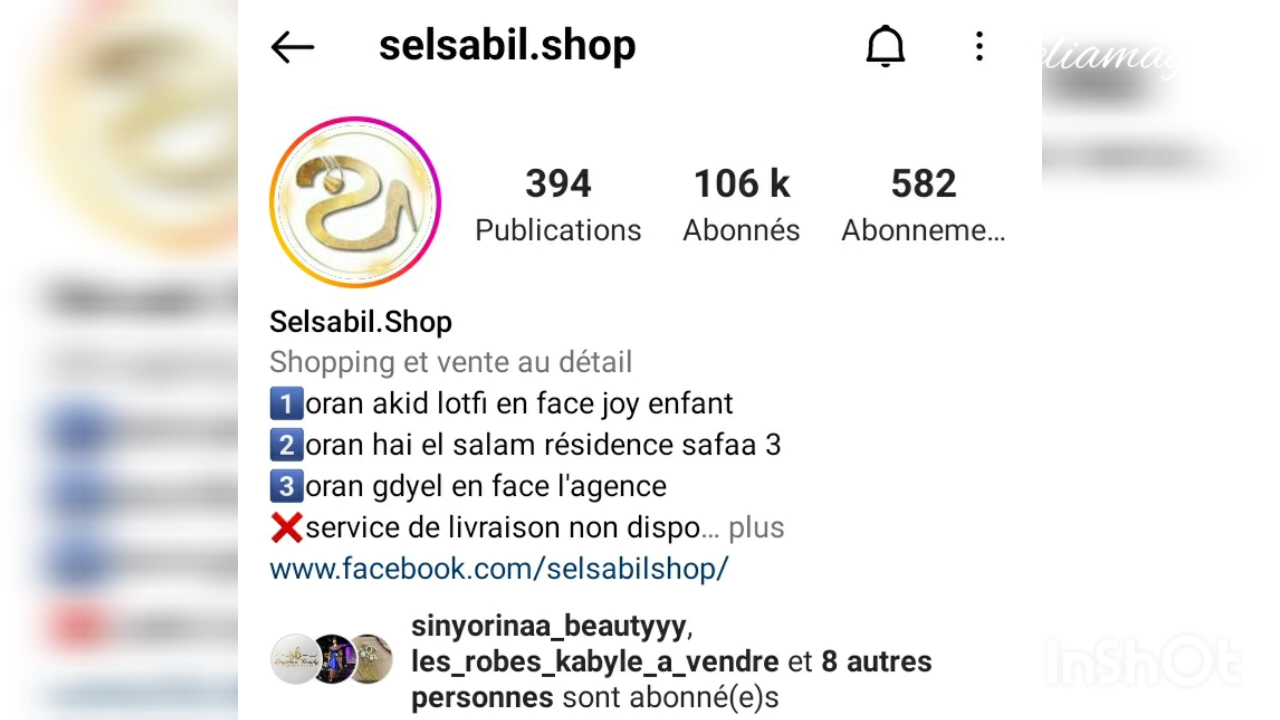 selsabil.shop
394
106 k
582
Publications
Abonnés
Abonneme...
Selsabil.Shop
Shopping et vente au détail
1 oran akid lotfi en face joy enfant
2 oran hai el salam résidence safaa 3
3 oran gdyel en face l'agence
❌service de livraison non dispo... plus
www.facebook.com/selsabilshop/
sinyorinaa_beautyyy,
les_robes_kabyle_a_vendre et 8 autres
personnes sont abonné(e)s
InShOt